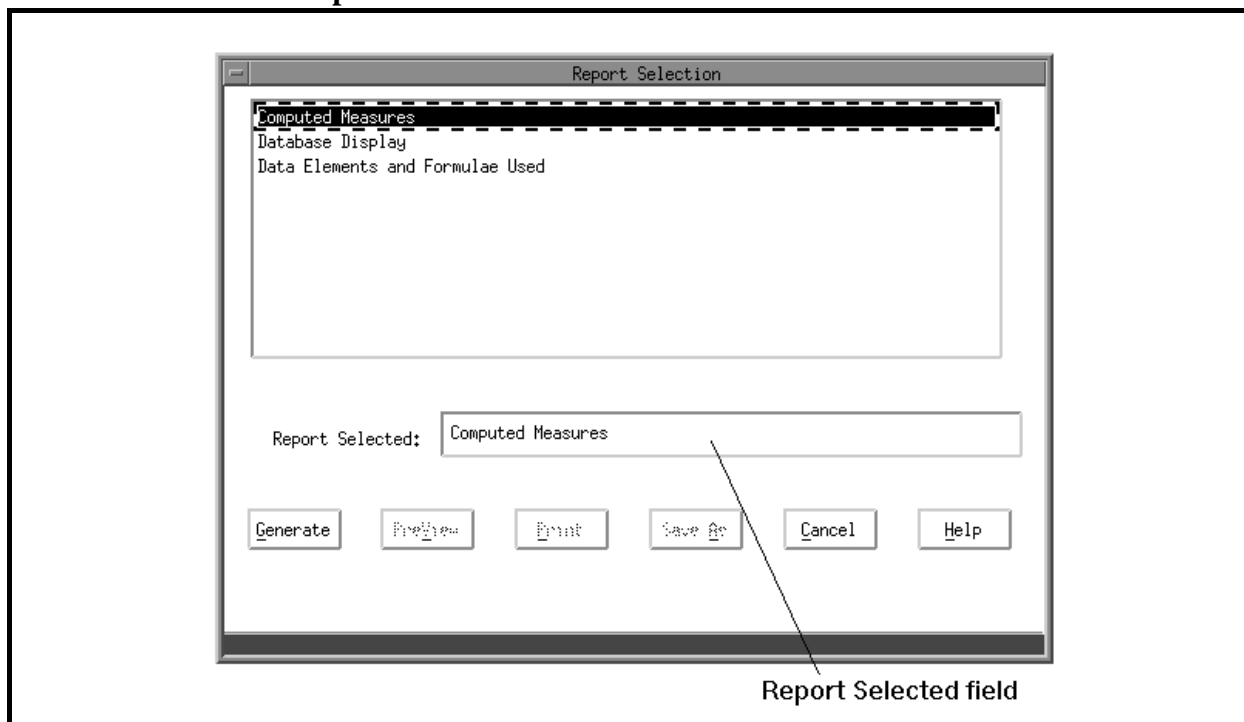 Report Selection
Computed Measures
Database Display
Data Elements and Formulae Used
Report Selected: Computed Measures
Generate PreView Print Save As Cancel Help
Report Selected field